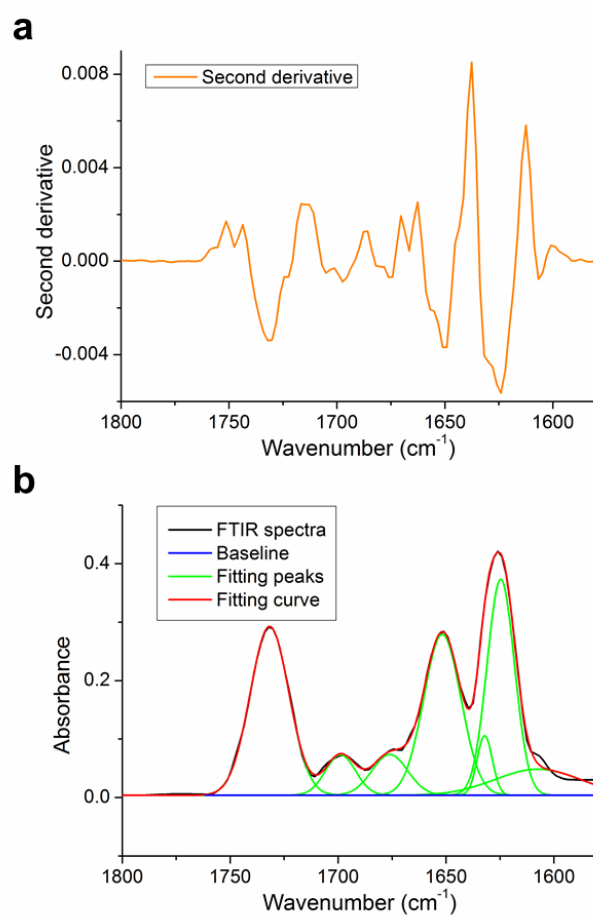 a
Second derivative
0.008
0.004
0.000
-0.004
Second derivative
1800 1750 1700 1650 1600
Wavenumber (cm⁻¹)
b
FTIR spectra
Baseline
Fitting peaks
Fitting curve
0.4
0.2
0.0
Absorbance
1800 1750 1700 1650 1600
Wavenumber (cm⁻¹)